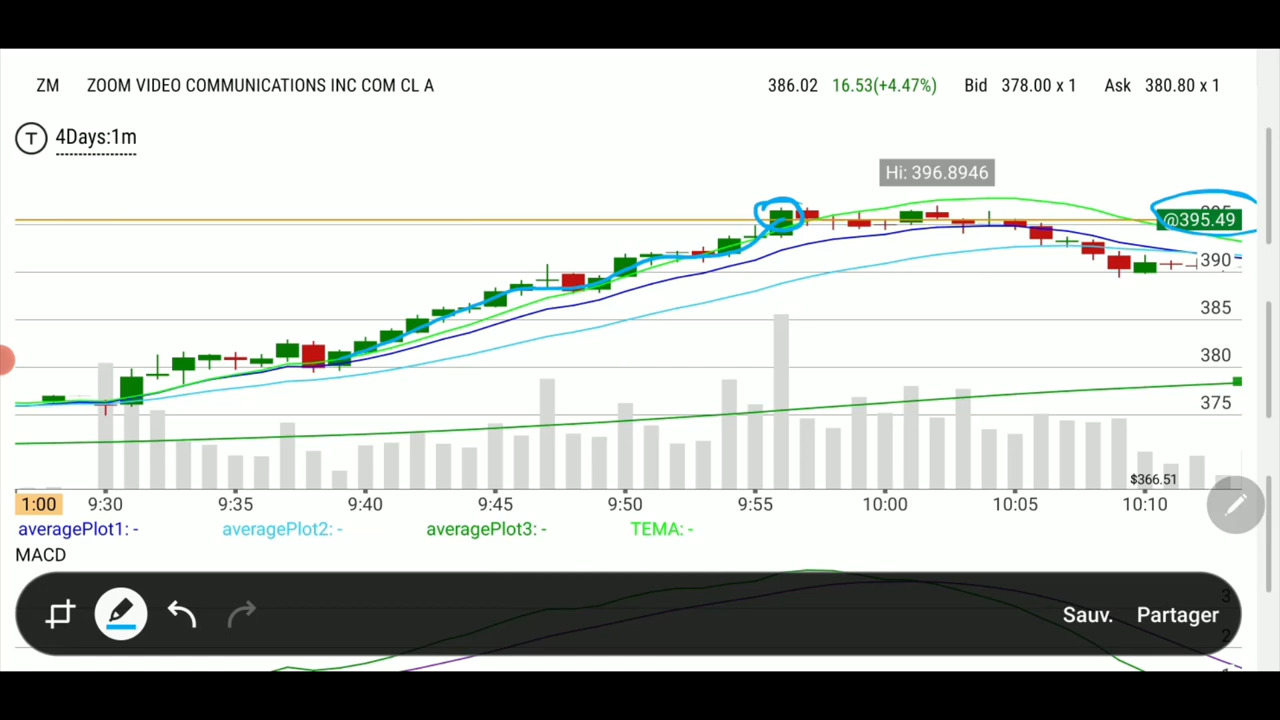 ZM ZOOM VIDEO COMMUNICATIONS INC COM CL A 386.02 16.53(+4.47%) Bid 378.00 x 1 Ask 380.80 x 1
T 4Days:1m
Hi: 396.8946
@395.49
390
385
380
375
$366.51
1:00 9:30 9:35 9:40 9:45 9:50 9:55 10:00 10:05 10:10
averagePlot1: - averagePlot2: - averagePlot3: - TEMA: -
MACD
3
Sauv. Partager
2